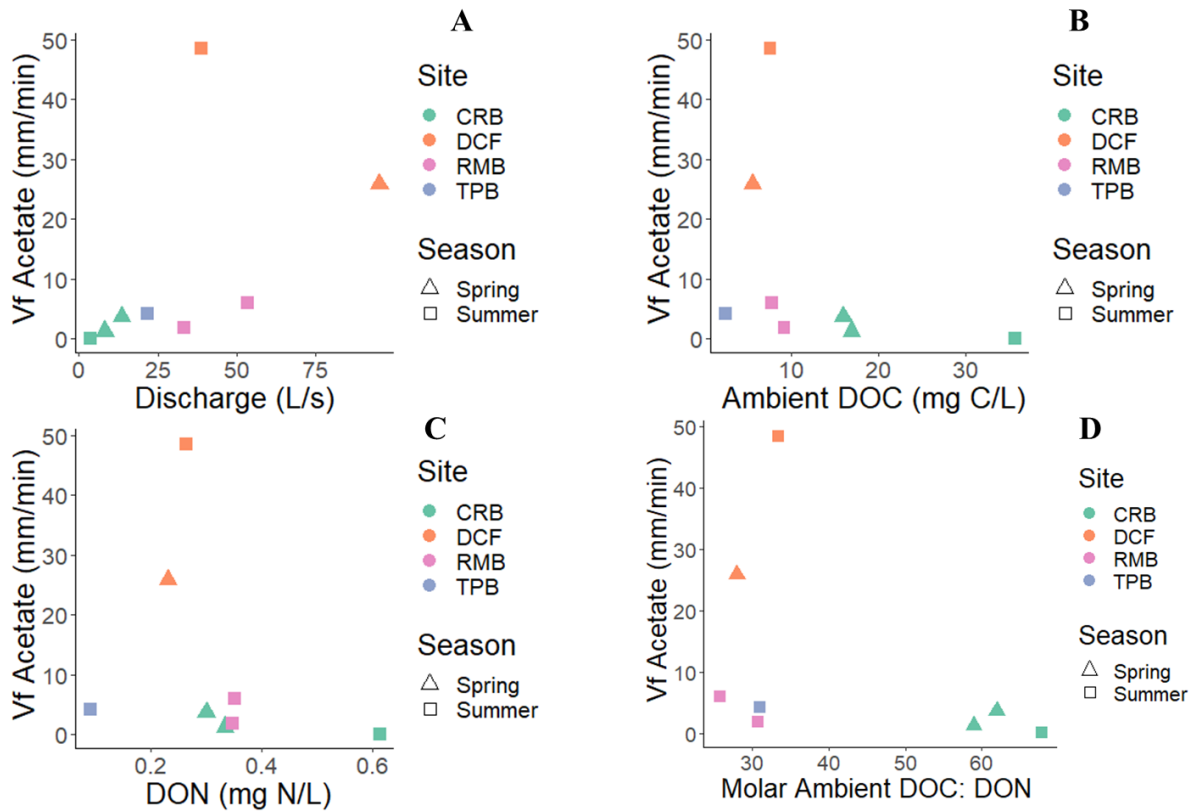 A
Vf Acetate (mm/min)
50
40
30
20
10
0
0
25
50
75
Discharge (L/s)
Site
CRB
DCF
RMB
TPB
Season
Spring
Summer
B
Vf Acetate (mm/min)
50
40
30
20
10
0
10
20
30
Ambient DOC (mg C/L)
Site
CRB
DCF
RMB
TPB
Season
Spring
Summer
C
Vf Acetate (mm/min)
50
40
30
20
10
0
0.2
0.4
0.6
DON (mg N/L)
Site
CRB
DCF
RMB
TPB
Season
Spring
Summer
D
Vf Acetate (mm/min)
50
40
30
20
10
0
30
40
50
60
Molar Ambient DOC: DON
Site
CRB
DCF
RMB
TPB
Season
Spring
Summer